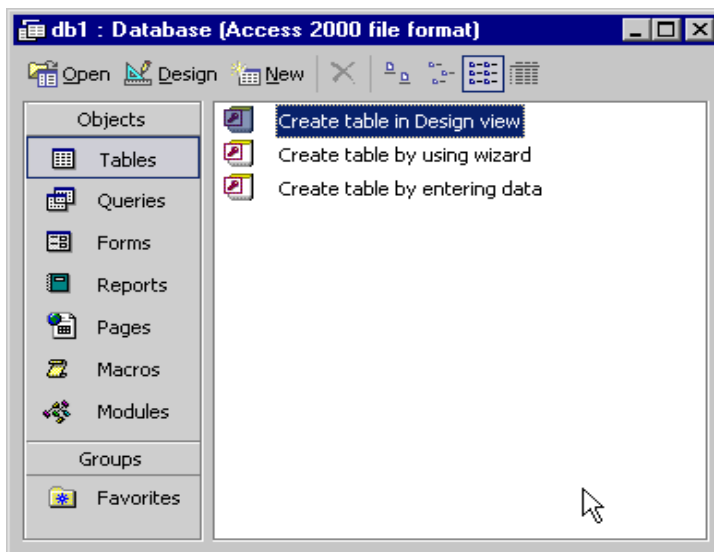 db1 : Database (Access 2000 file format)
Open Design New
Objects
Tables
Queries
Forms
Reports
Pages
Macros
Modules
Groups
Favorites
Create table in Design view
Create table by using wizard
Create table by entering data